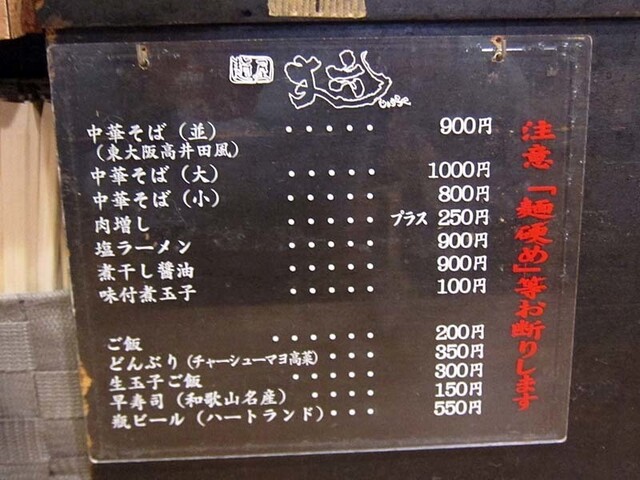 中華そば（並）・・・・・900円
（東大阪高井田風）
中華そば（大）・・・・・1000円
中華そば（小）・・・・・800円
肉増し・・・・・プラス 250円
塩ラーメン・・・・・900円
煮干し醤油・・・・・900円
味付煮玉子・・・・・100円
ご飯・・・・・・200円
どんぶり（チャーシューマヨ高菜）・・・350円
生玉子ご飯・・・・・300円
早寿司（和歌山名産）・・・・150円
瓶ビール（ハートランド）・・・550円
注意「麺硬め」等お断りします